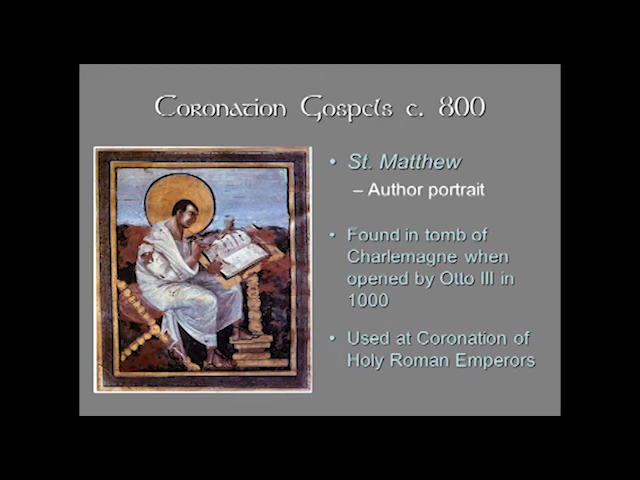 Coronation Gospels c. 800
• St. Matthew
– Author portrait
• Found in tomb of
Charlemagne when
opened by Otto III in
1000
• Used at Coronation of
Holy Roman Emperors